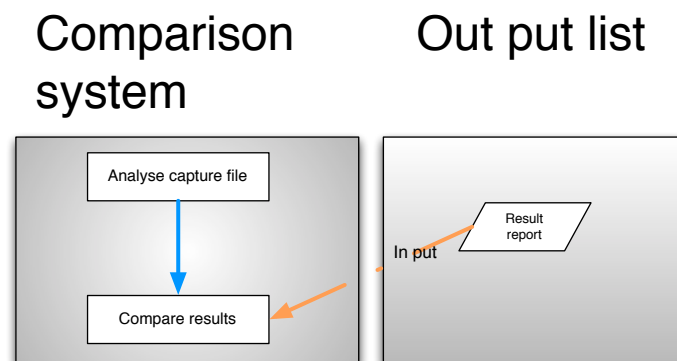 Comparison
system
Out put list
Analyse capture file
Result
report
In put
Compare results